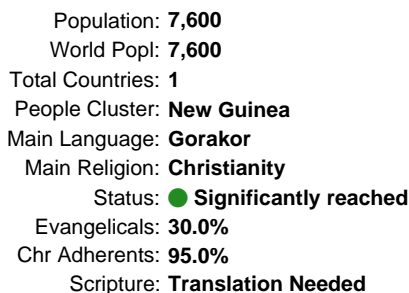 Population: 7,600
World Popl: 7,600
Total Countries: 1
People Cluster: New Guinea
Main Language: Gorakor
Main Religion: Christianity
Status: Significantly reached
Evangelicals: 30.0%
Chr Adherents: 95.0%
Scripture: Translation Needed